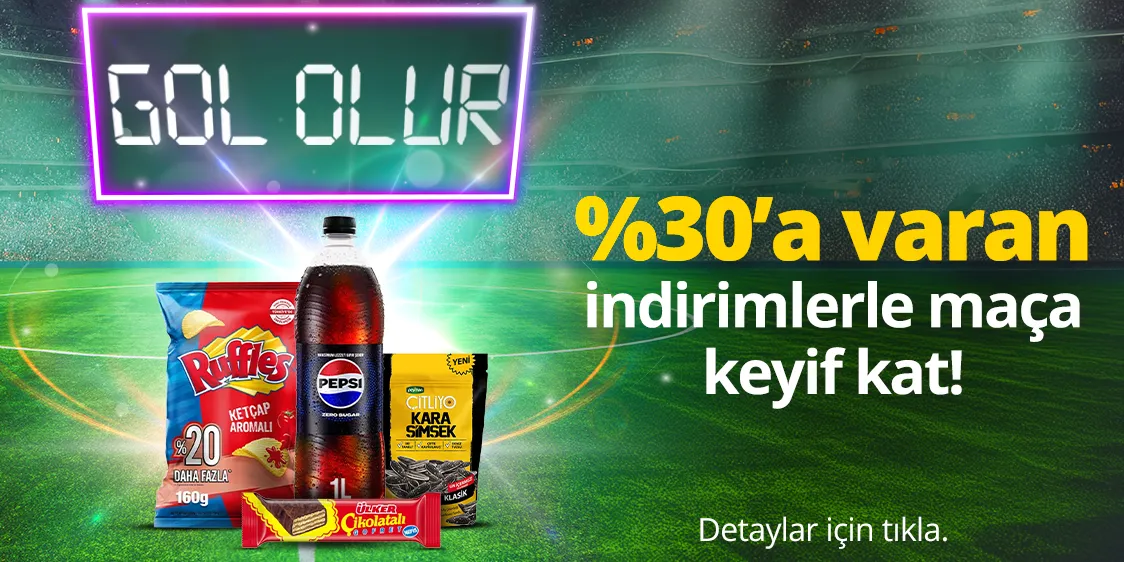 GOL OLUR
%30'a varan
indirimlerle maça
keyif kat!
Detaylar için tıkla.
Ruffles
KETÇAP
AROMALI
%20
DAHA FAZLA
160g
PEPSI
ZERO SUGAR
1L
YENİ
ÇITLIYO
KARA
ŞİMŞEK
KLASİK
ÜLKER
Çikolatalı
GOFRET